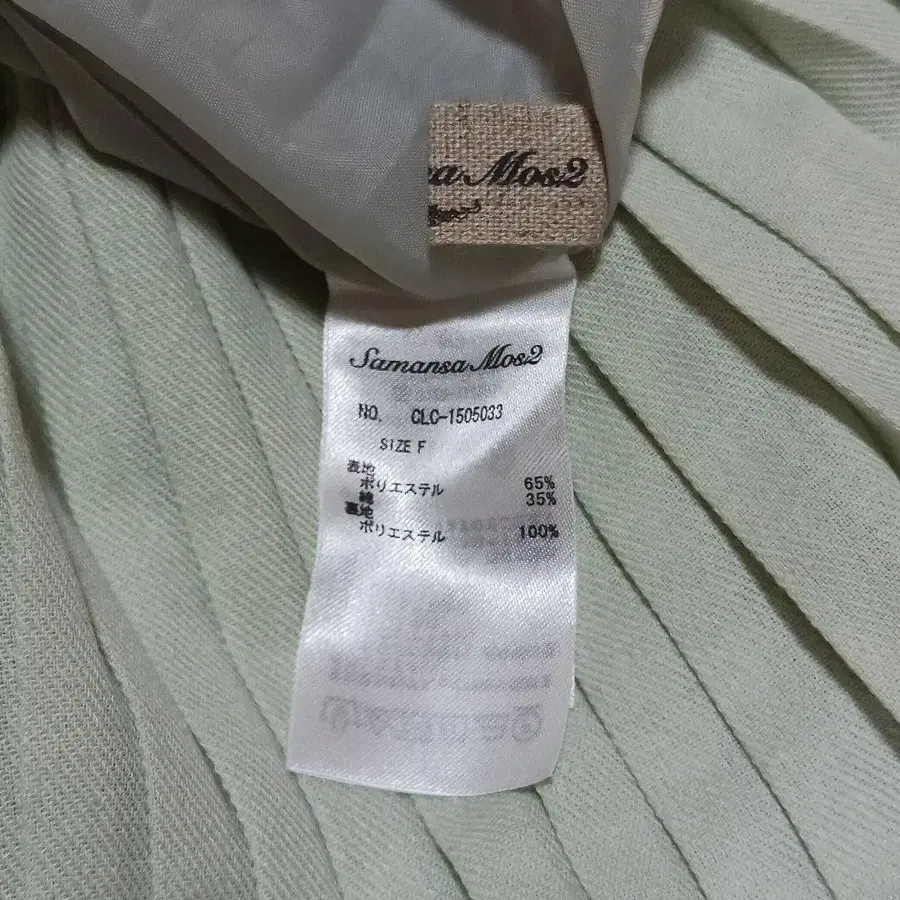 a Mos2
Samansa Mos2
NO. CLC-1505033
SIZE F
表地
ポリエステル 65%
綿 35%
裏地
ポリエステル 100%